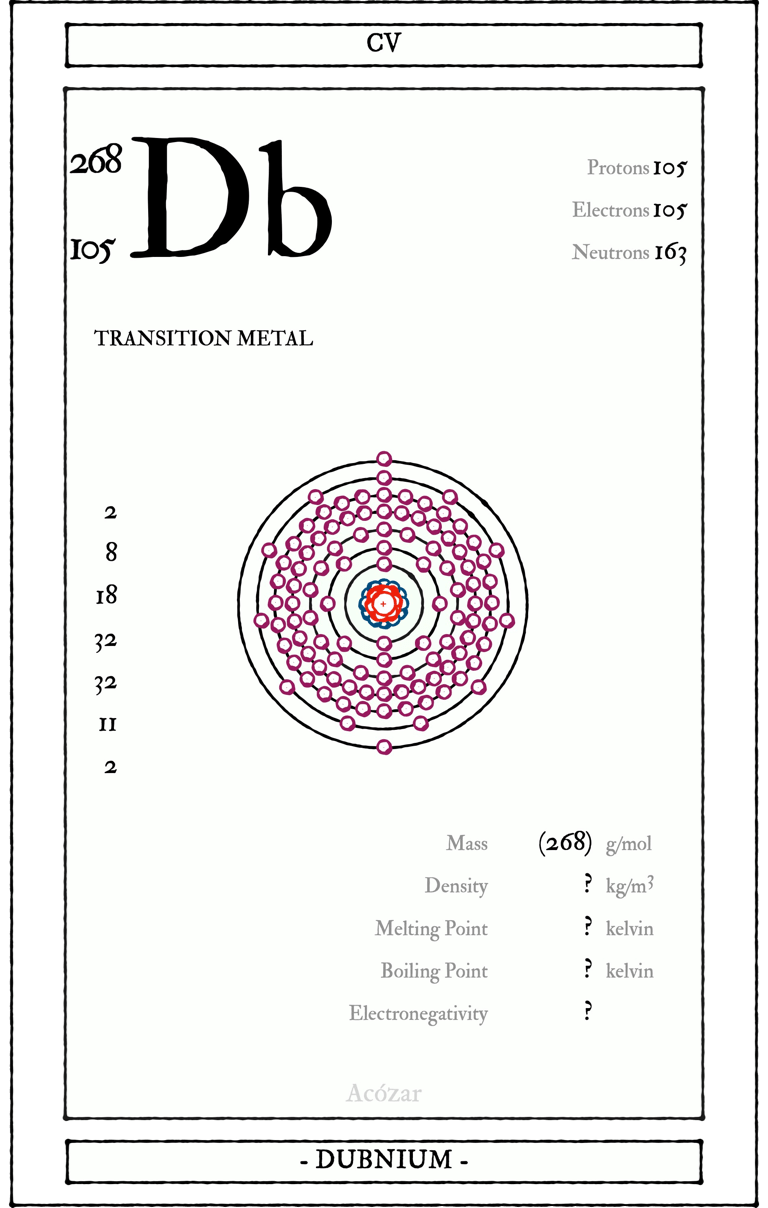 CV
268
105
Db
Protons 105
Electrons 105
Neutrons 163
TRANSITION METAL
2
8
18
32
32
11
2
+
Mass (268) g/mol
Density ? kg/m³
Melting Point ? kelvin
Boiling Point ? kelvin
Electronegativity ?
Acózar
- DUBNIUM -